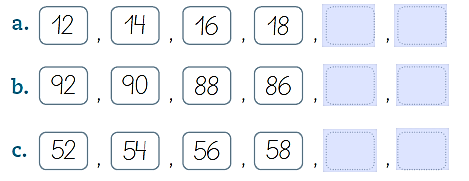 a. 12 , 14 , 16 , 18 , ,
b. 92 , 90 , 88 , 86 , ,
c. 52 , 54 , 56 , 58 , ,